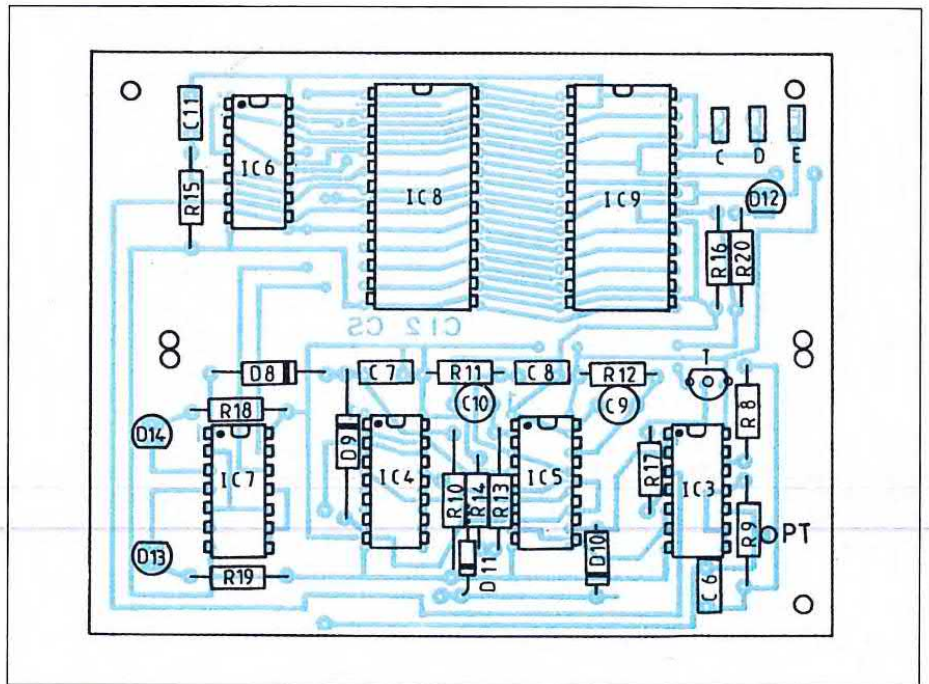 C11
IC6
R15
IC8
IC9
C D E
D12
R16
R20
C12 CS
D8
C7
R11
C8
R12
T
R18
C10
C9
R8
D14
D9
IC7
IC4
R10
R14
R13
IC5
R17
IC3
R9
PT
D13
R19
D11
D10
C6